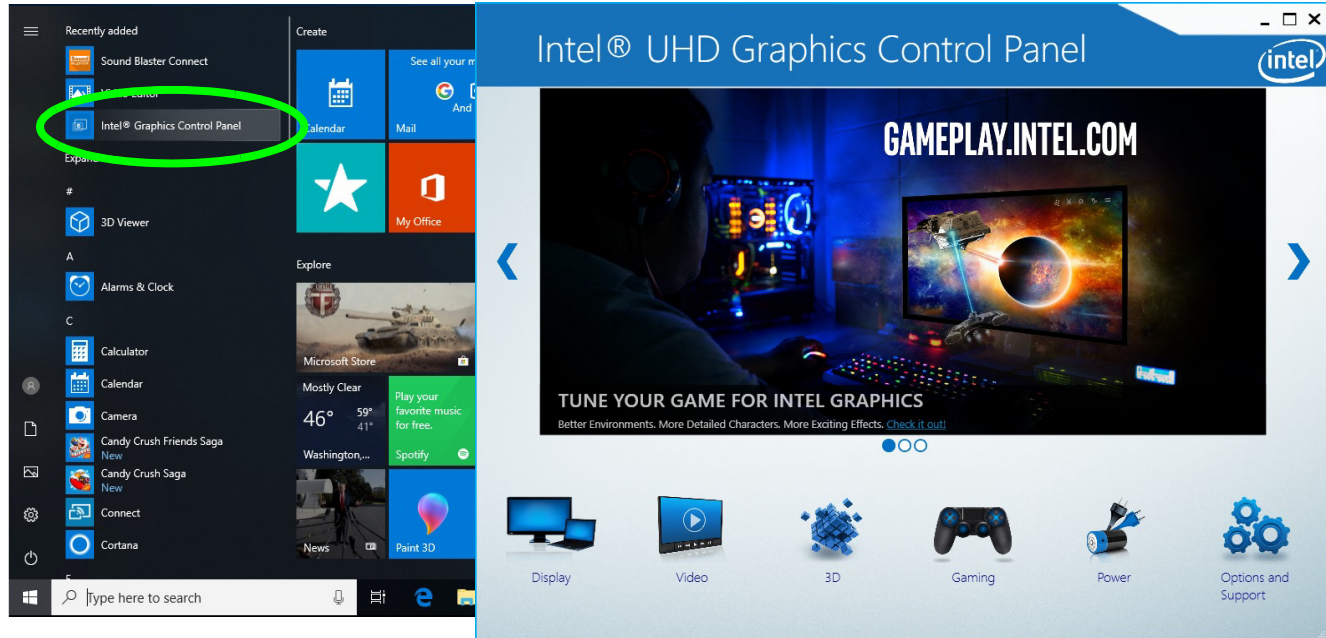 Recently added
Sound Blaster Connect
Video Editor
Intel® Graphics Control Panel
Expand
#
3D Viewer
A
Alarms & Clock
C
Calculator
Calendar
Camera
Candy Crush Friends Saga
New
Candy Crush Saga
New
Connect
Cortana
Type here to search
Create
Calendar
See all your m
And
Mail
My Office
Explore
Microsoft Store
Mostly Clear
46° 59°
41°
Washington,...
Play your
favorite music
for free.
Spotify
News
Paint 3D
Intel® UHD Graphics Control Panel
intel
GAMEPLAY.INTEL.COM
TUNE YOUR GAME FOR INTEL GRAPHICS
Better Environments. More Detailed Characters. More Exciting Effects. Check it out!
Display
Video
3D
Gaming
Power
Options and
Support